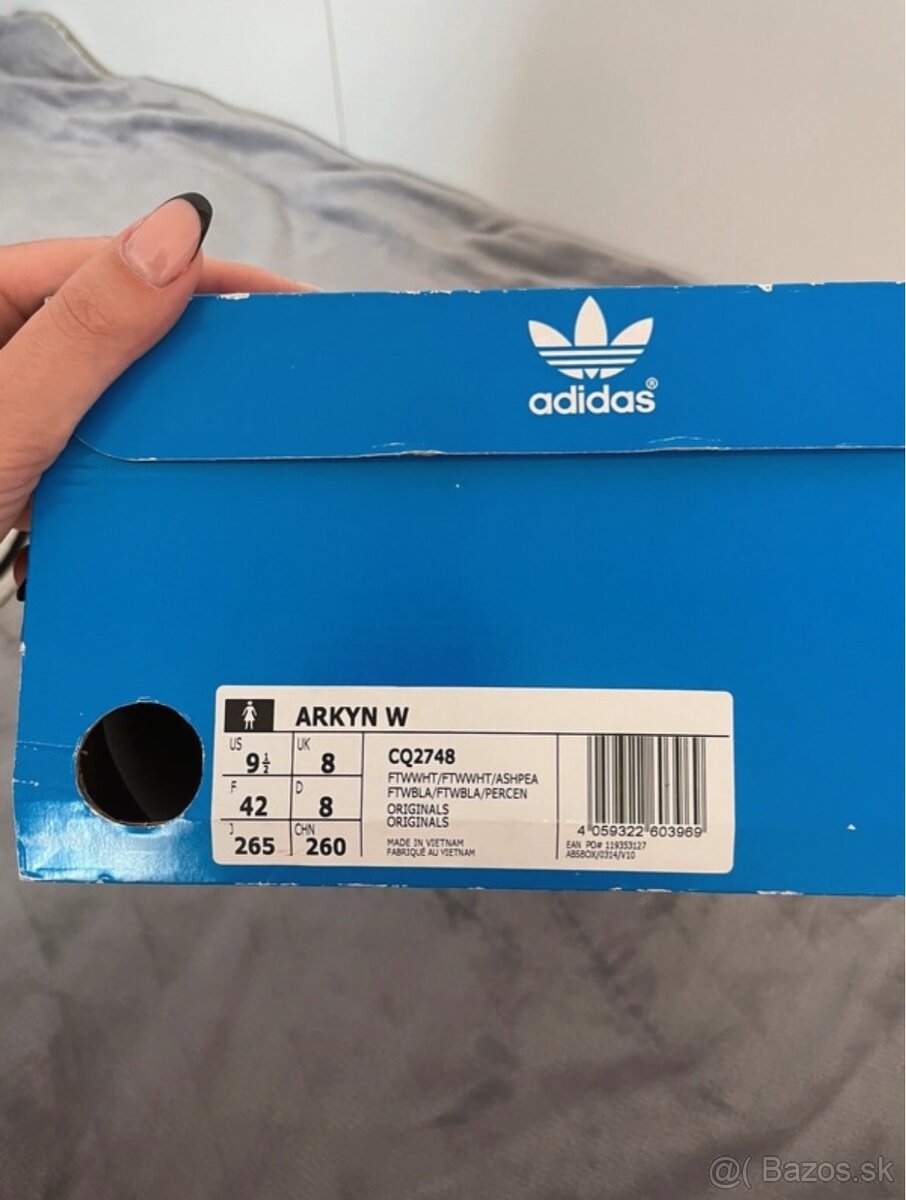 adidas®
ARKYN W
US 9½ UK 8
F 42 D 8
J 265 CHN 260
CQ2748
FTWWHT/FTWWHT/ASHPEA
FTWBLA/FTWBLA/PERCEN
ORIGINALS
ORIGINALS
MADE IN VIETNAM
FABRIQUÉ AU VIETNAM
4 059322 603969
EAN PO# 119353127
ABSBOX/0314/V10
@( Bazos.sk